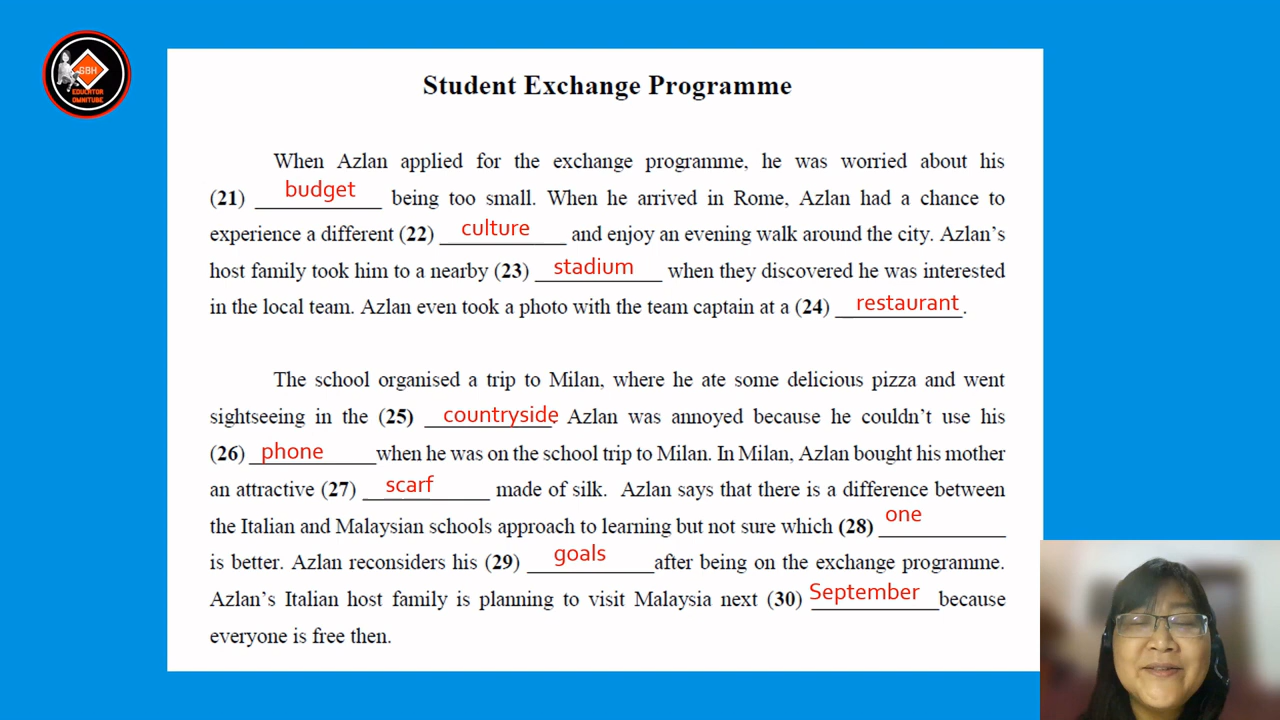 SBH
EDUCATOR
OMNITUBE
Student Exchange Programme
When Azlan applied for the exchange programme, he was worried about his
(21) budget being too small. When he arrived in Rome, Azlan had a chance to
experience a different (22) culture and enjoy an evening walk around the city. Azlan’s
host family took him to a nearby (23) stadium when they discovered he was interested
in the local team. Azlan even took a photo with the team captain at a (24) restaurant.
The school organised a trip to Milan, where he ate some delicious pizza and went
sightseeing in the (25) countryside. Azlan was annoyed because he couldn’t use his
(26) phone when he was on the school trip to Milan. In Milan, Azlan bought his mother
an attractive (27) scarf made of silk. Azlan says that there is a difference between
the Italian and Malaysian schools approach to learning but not sure which (28) one
is better. Azlan reconsiders his (29) goals after being on the exchange programme.
Azlan’s Italian host family is planning to visit Malaysia next (30) September because
everyone is free then.